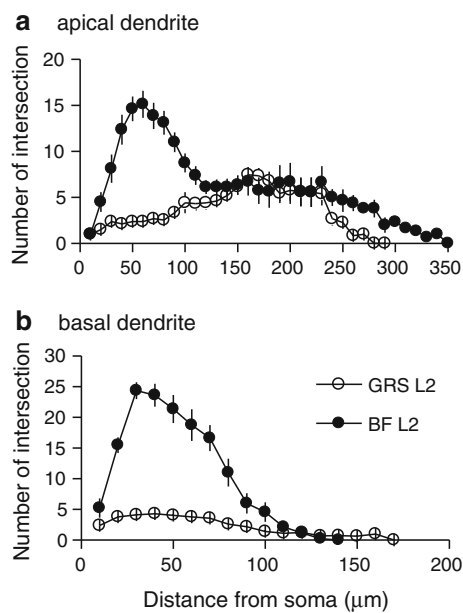 a apical dendrite
Number of intersection
20
15
10
5
0
0 50 100 150 200 250 300 350
b basal dendrite
Number of intersection
30
25
20
15
10
5
0
GRS L2
BF L2
0 50 100 150 200
Distance from soma (μm)